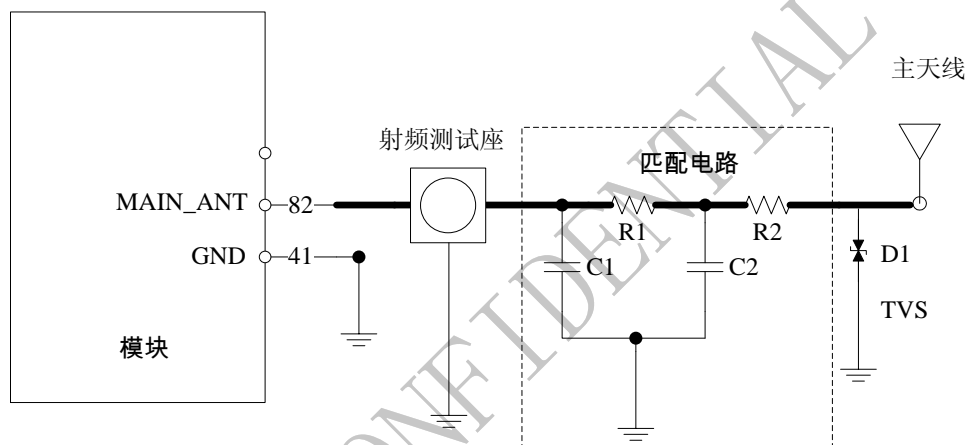 主天线
射频测试座
匹配电路
MAIN_ANT
82
R1
R2
GND
41
C1
C2
D1
TVS
模块
CONFIDENTIAL